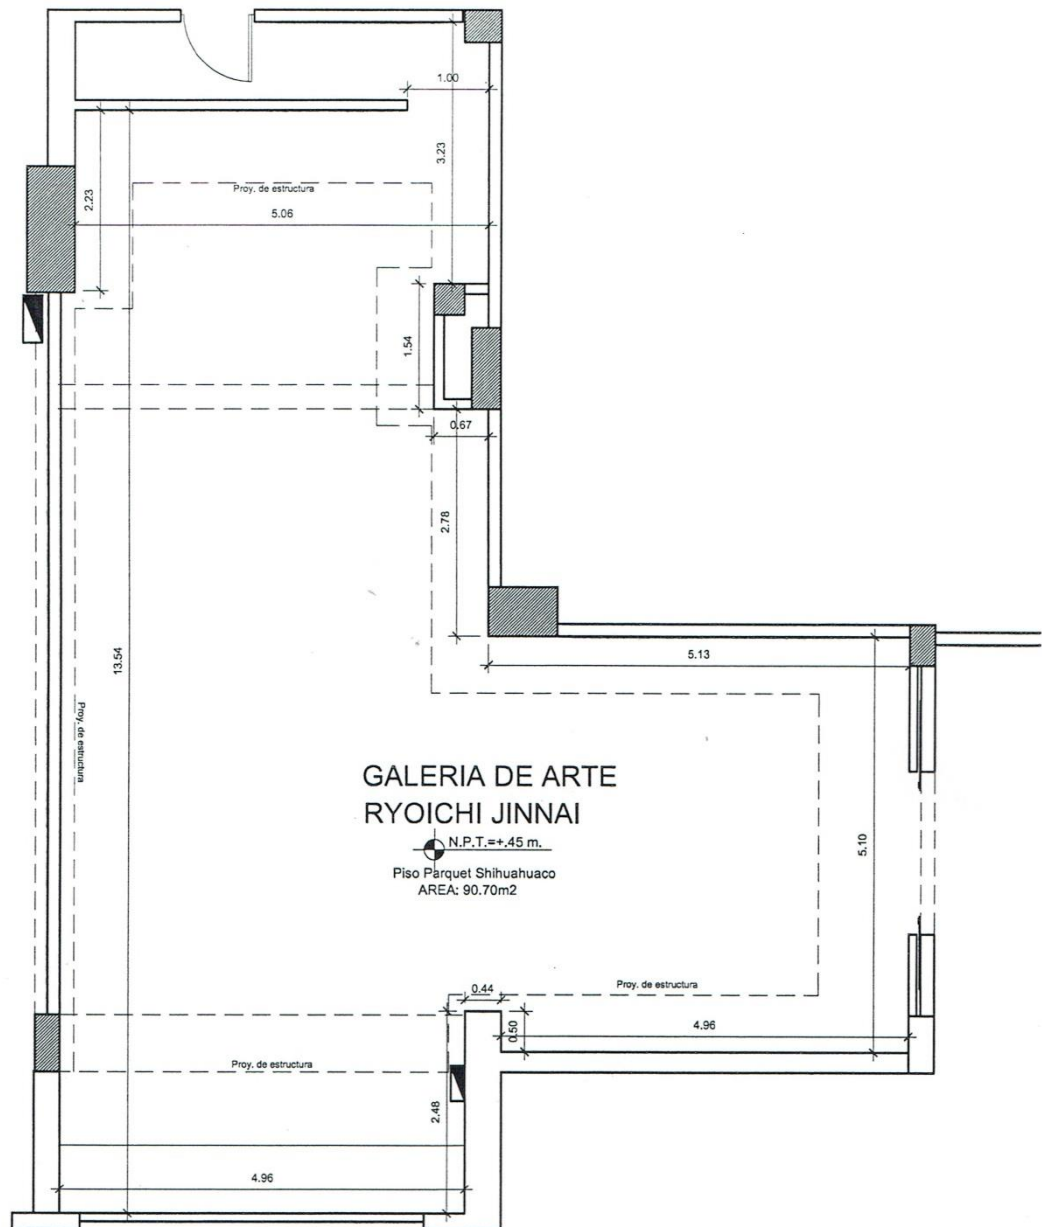 1.00
3.23
2.23
Proy. de estructura
5.06
1.54
0.67
2.78
13.54
5.13
Proy. de estructura
GALERIA DE ARTE
RYOICHI JINNAI
N.P.T.=+.45 m.
Piso Parquet Shihuahuaco
AREA: 90.70m2
5.10
0.44
Proy. de estructura
0.50
4.96
Proy. de estructura
2.48
4.96